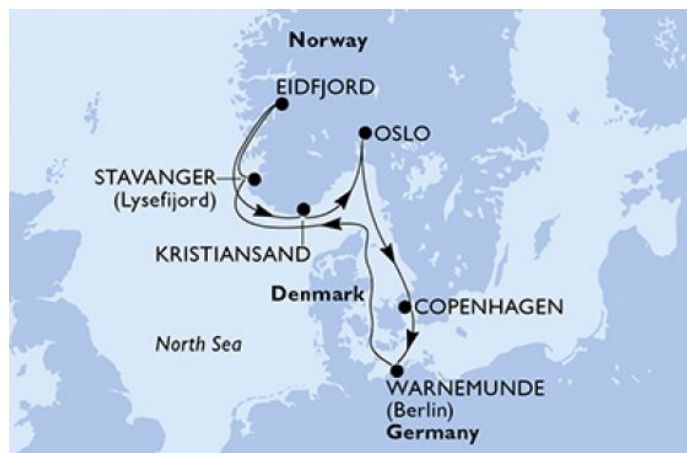 Norway
EIDFJORD
OSLO
STAVANGER
(Lysefijord)
KRISTIANSAND
Denmark
COPENHAGEN
North Sea
WARNEMUNDE
(Berlin)
Germany